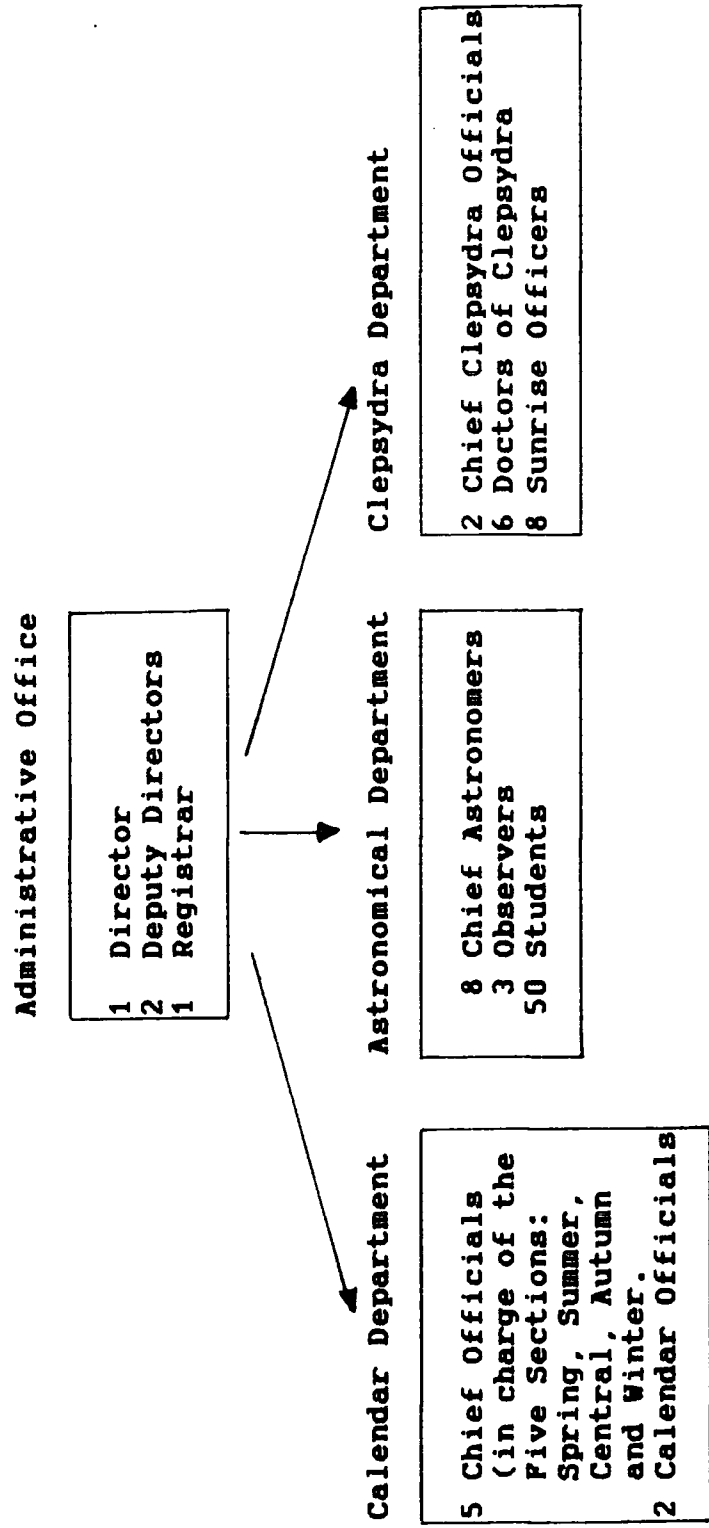 Administrative Office
1 Director
2 Deputy Directors
1 Registrar
Calendar Department
5 Chief Officials
(in charge of the
Five Sections:
Spring, Summer,
Central, Autumn
and Winter.
2 Calendar Officials
Astronomical Department
8 Chief Astronomers
3 Observers
50 Students
Clepsydra Department
2 Chief Clepsydra Officials
6 Doctors of Clepsydra
8 Sunrise Officers